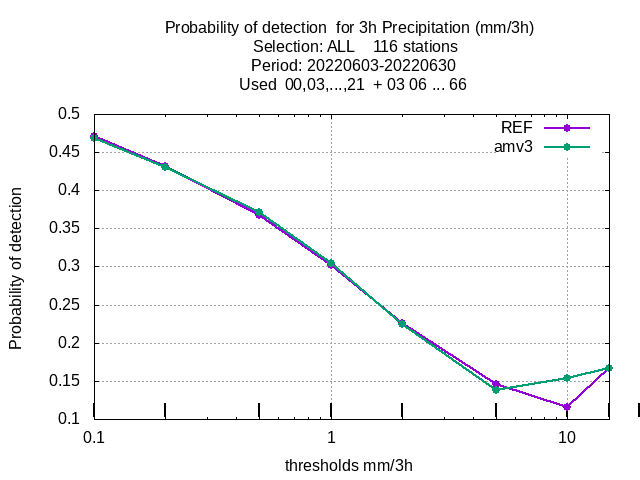 Probability of detection  for 3h Precipitation (mm/3h)
Selection: ALL    116 stations
Period: 20220603-20220630
Used  00,03,...,21  + 03 06 ... 66
REF
amv3
0.5
0.45
0.4
0.35
0.3
0.25
0.2
0.15
0.1
Probability of detection
0.1 1 10
thresholds mm/3h